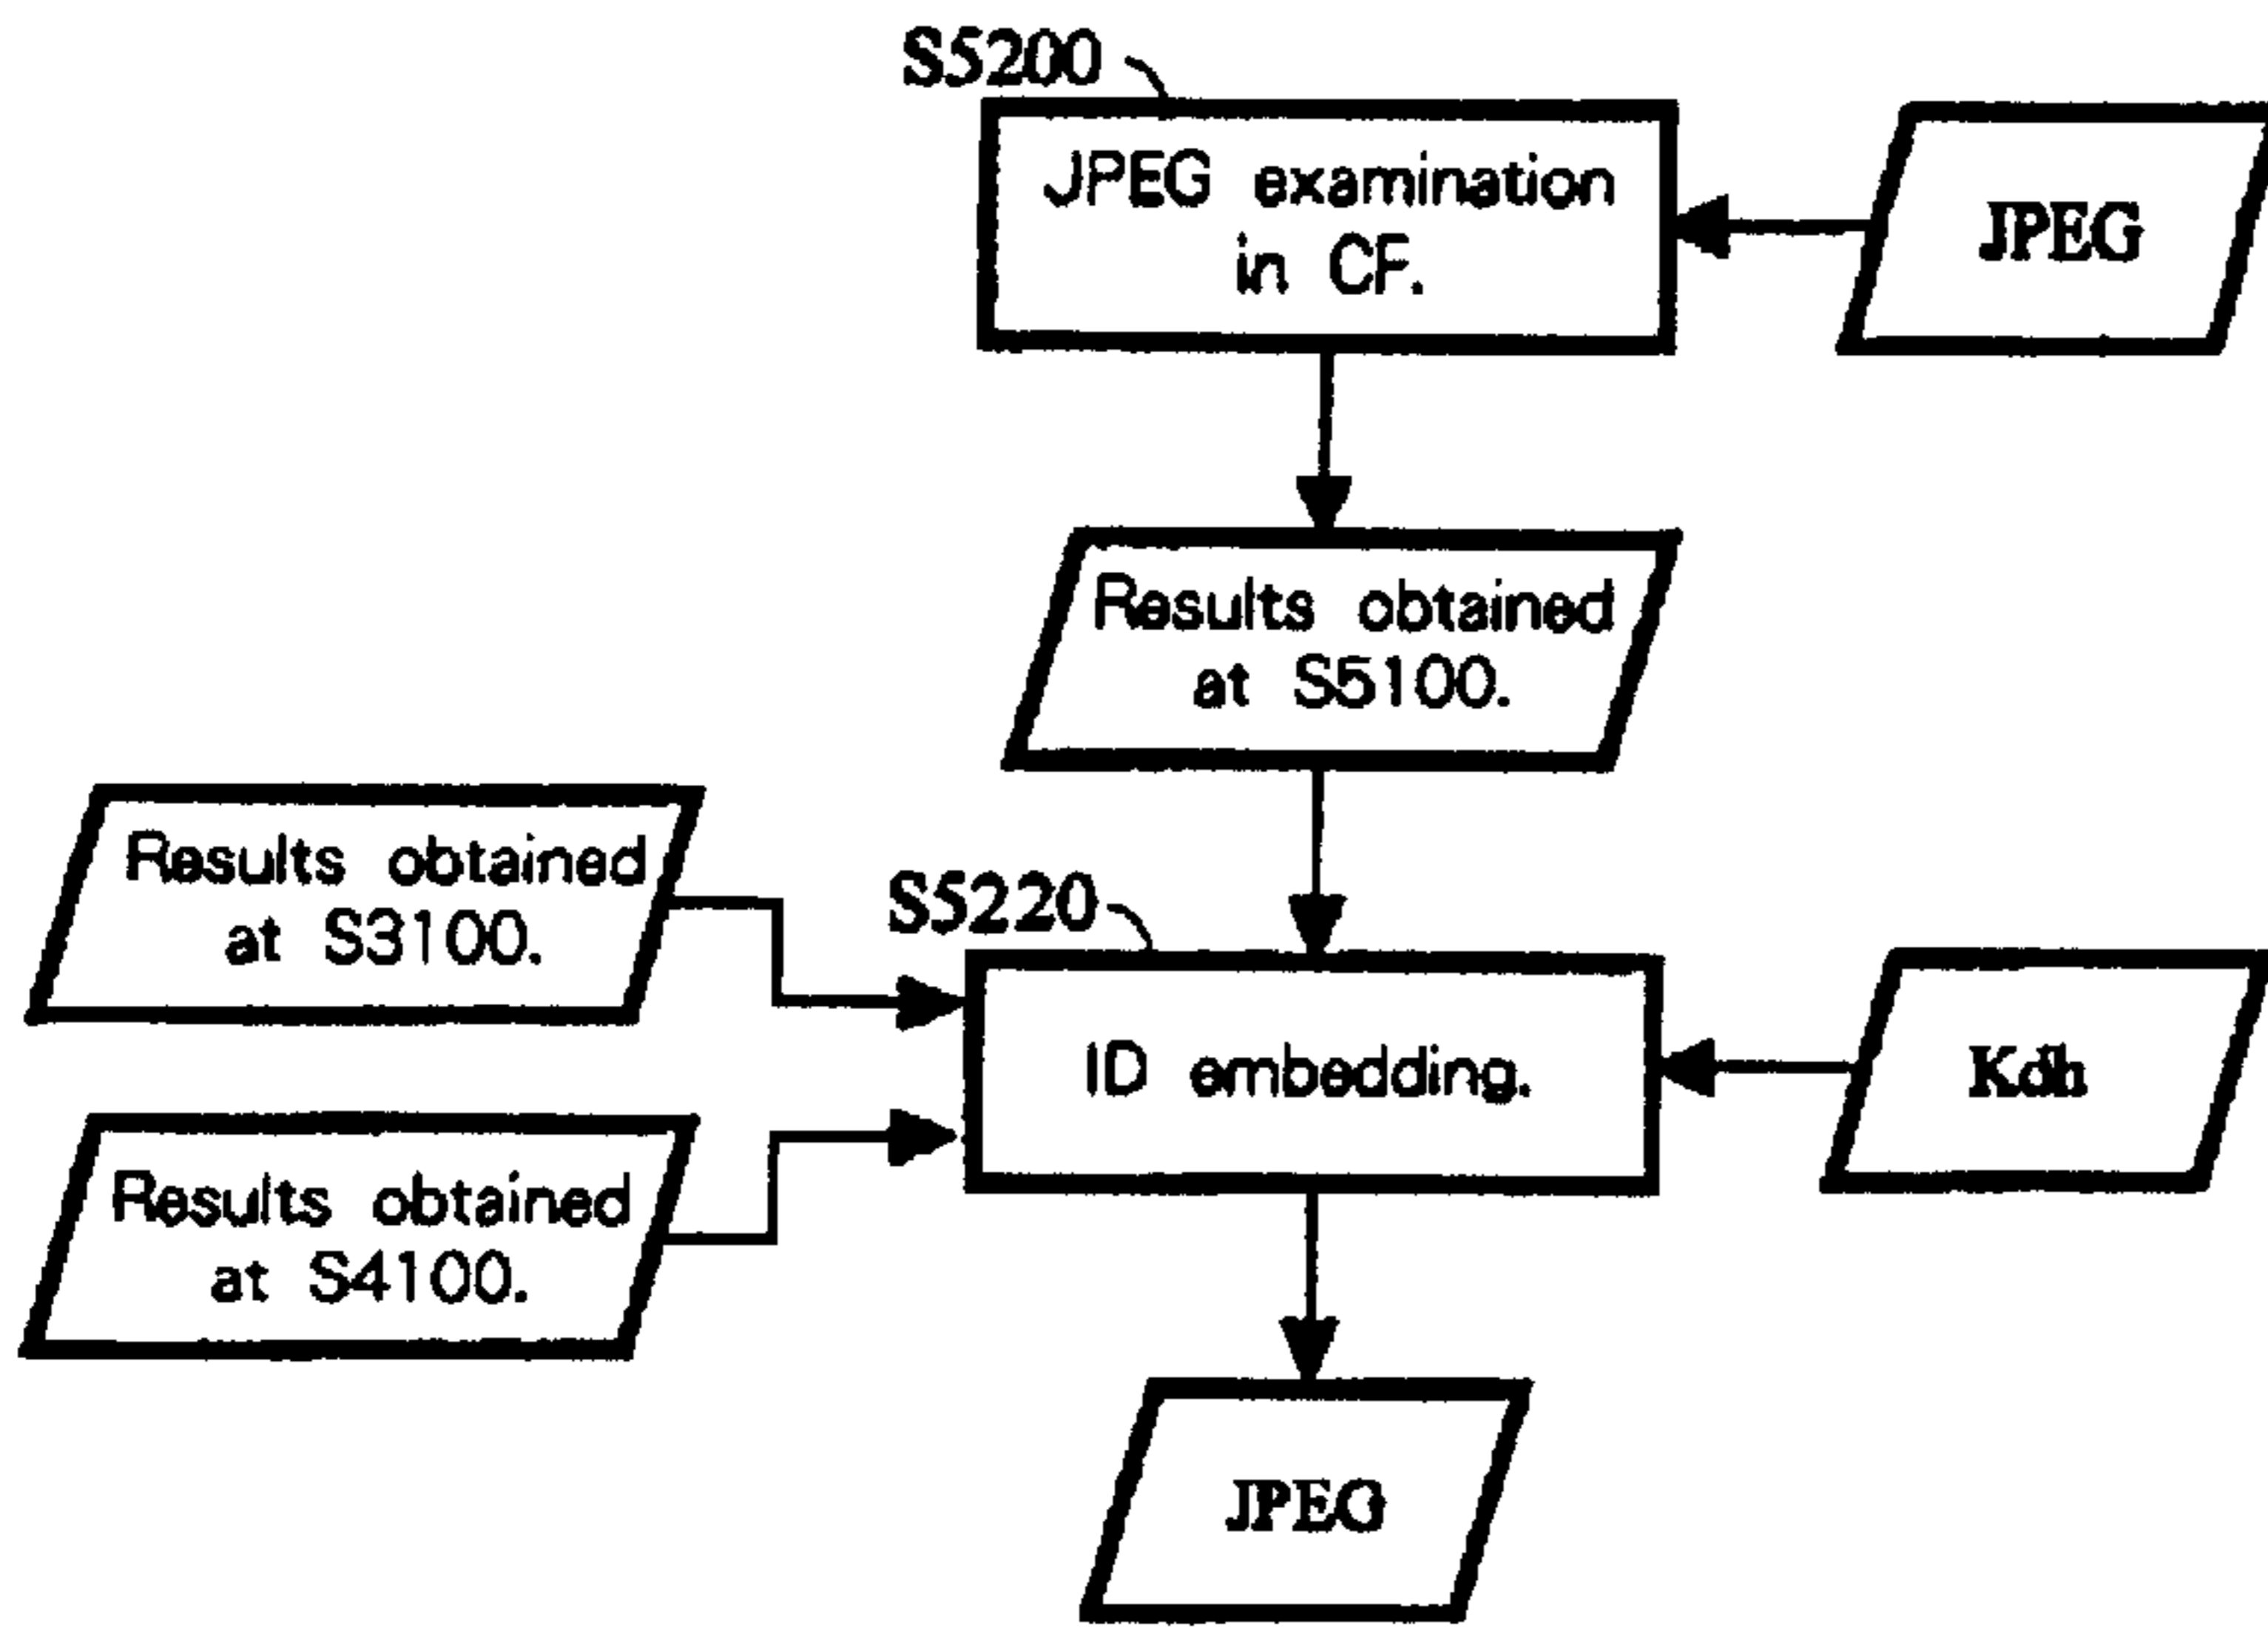 S5200
JPEG examination
in CF.
JPEG
Results obtained
at S5100.
Results obtained
at S3100.
S5220
ID embedding.
Kdh
Results obtained
at S4100.
JPEG